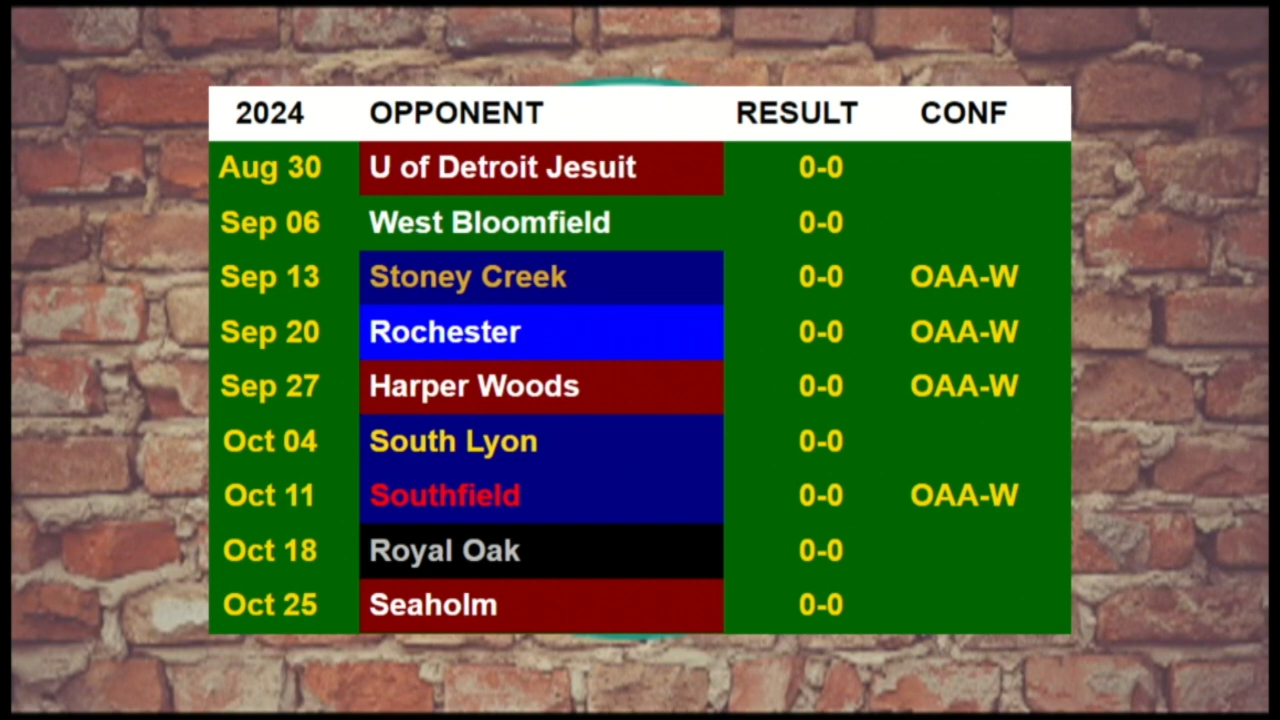 2024 OPPONENT RESULT CONF
Aug 30 U of Detroit Jesuit 0-0
Sep 06 West Bloomfield 0-0
Sep 13 Stoney Creek 0-0 OAA-W
Sep 20 Rochester 0-0 OAA-W
Sep 27 Harper Woods 0-0 OAA-W
Oct 04 South Lyon 0-0
Oct 11 Southfield 0-0 OAA-W
Oct 18 Royal Oak 0-0
Oct 25 Seaholm 0-0